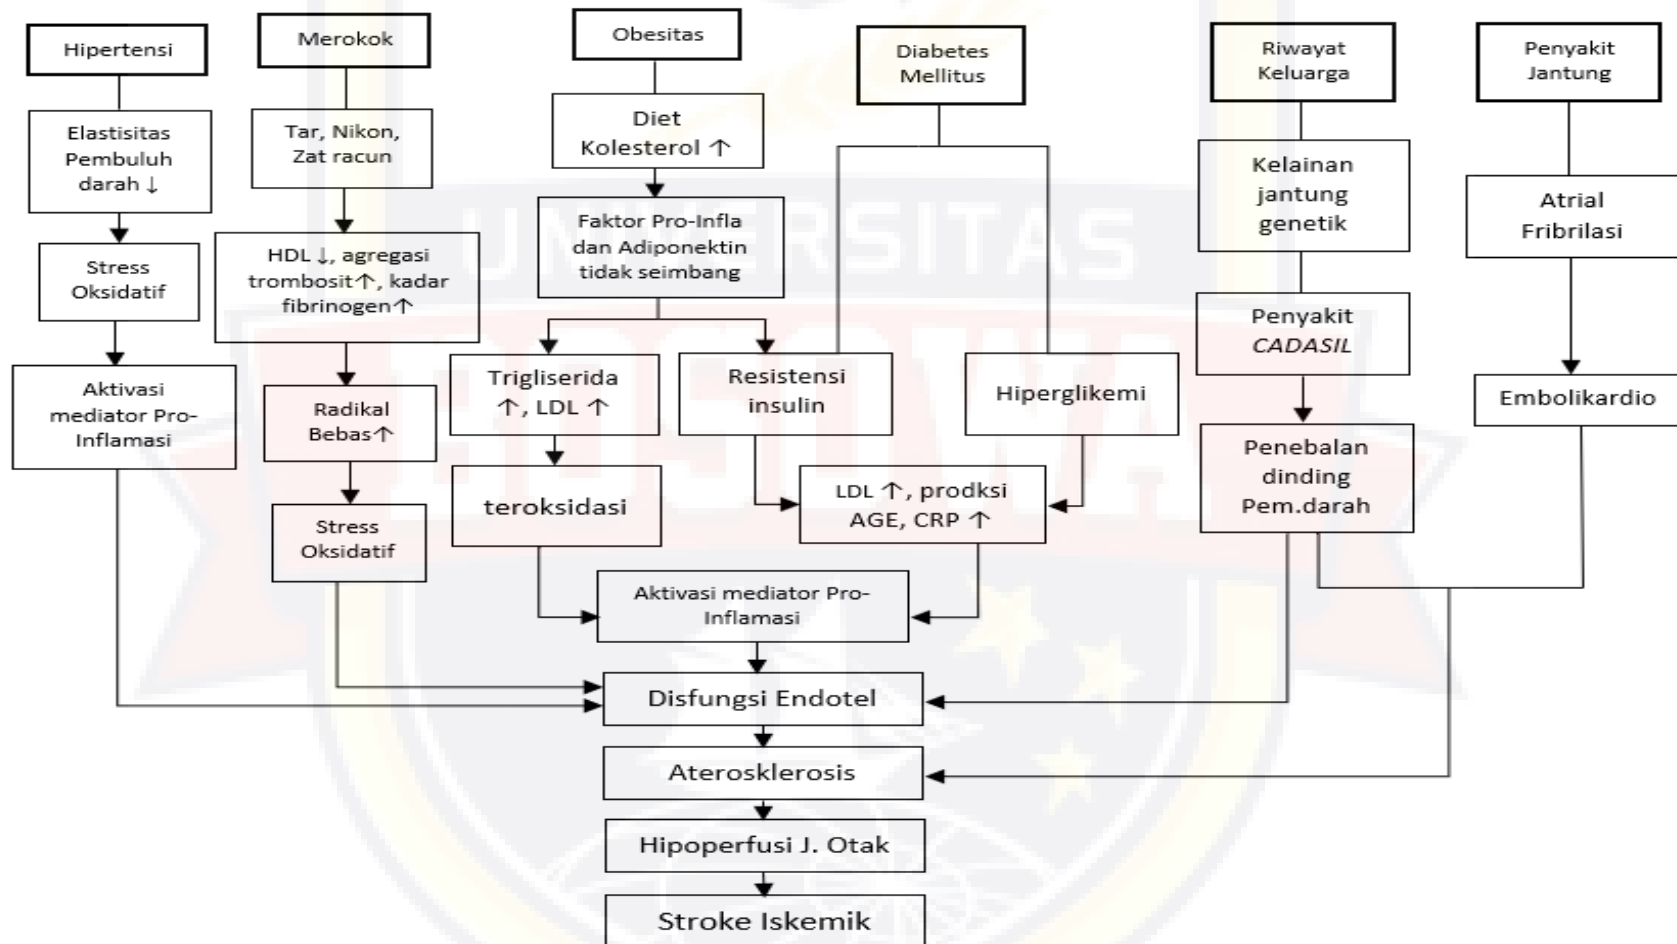 Hipertensi
Merokok
Obesitas
Diabetes
Mellitus
Riwayat
Keluarga
Penyakit
Jantung
Elastisitas
Pembuluh
darah ↓
Tar, Nikon,
Zat racun
Diet
Kolesterol ↑
Kelainan
jantung
genetik
Atrial
Fribrilasi
Stress
Oksidatif
HDL ↓, agregasi
trombosit↑, kadar
fibrinogen↑
Faktor Pro-Infla
dan Adiponektin
tidak seimbang
Penyakit
CADASIL
Aktivasi
mediator Pro-
Inflamasi
Radikal
Bebas↑
Trigliserida
↑, LDL ↑
Resistensi
insulin
Hiperglikemi
Embolikardio
Stress
Oksidatif
teroksidasi
LDL ↑, prodksi
AGE, CRP ↑
Penebalan
dinding
Pem.darah
Aktivasi mediator Pro-
Inflamasi
Disfungsi Endotel
Aterosklerosis
Hipoperfusi J. Otak
Stroke Iskemik
UNIVERSITAS
BOSOWA